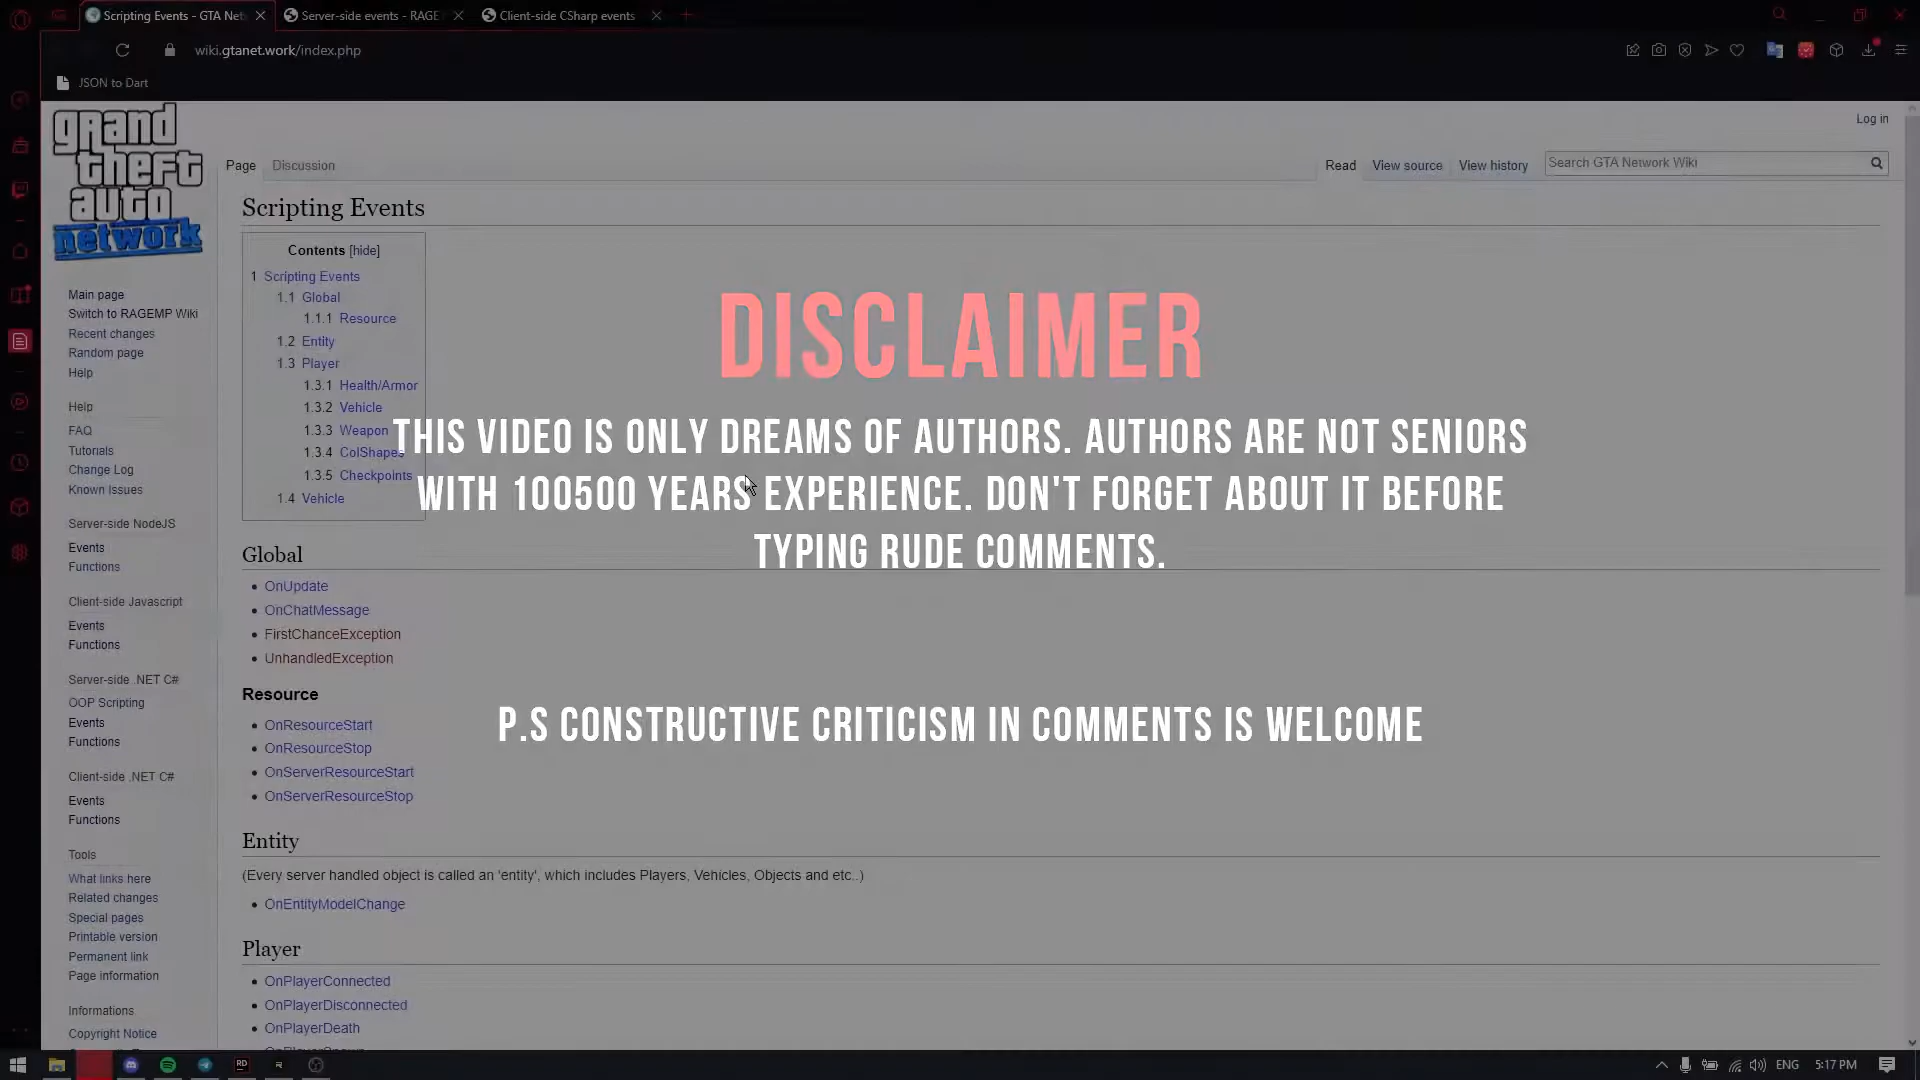 Scripting Events - GTA Net
Server-side events - RAGE
Client-side CSharp events
wiki.gtanet.work/index.php
JSON to Dart
grand
theft
auto
network
Log in
Page
Discussion
Read
View source
View history
Search GTA Network Wiki
Scripting Events
Contents [hide]
1 Scripting Events
1.1 Global
1.1.1 Resource
1.2 Entity
1.3 Player
1.3.1 Health/Armor
1.3.2 Vehicle
1.3.3 Weapon
1.3.4 ColShapes
1.3.5 Checkpoints
1.4 Vehicle
DISCLAIMER
THIS VIDEO IS ONLY DREAMS OF AUTHORS. AUTHORS ARE NOT SENIORS
WITH 100500 YEARS EXPERIENCE. DON'T FORGET ABOUT IT BEFORE
TYPING RUDE COMMENTS.
P.S CONSTRUCTIVE CRITICISM IN COMMENTS IS WELCOME
Main page
Switch to RAGEMP Wiki
Recent changes
Random page
Help
Help
FAQ
Tutorials
Change Log
Known Issues
Server-side NodeJS
Events
Functions
Client-side Javascript
Events
Functions
Server-side .NET C#
OOP Scripting
Events
Functions
Client-side .NET C#
Events
Functions
Tools
What links here
Related changes
Special pages
Printable version
Permanent link
Page information
Informations
Copyright Notice
Global
OnUpdate
OnChatMessage
FirstChanceException
UnhandledException
Resource
OnResourceStart
OnResourceStop
OnServerResourceStart
OnServerResourceStop
Entity
(Every server handled object is called an 'entity', which includes Players, Vehicles, Objects and etc..)
OnEntityModelChange
Player
OnPlayerConnected
OnPlayerDisconnected
OnPlayerDeath
RD
ENG
5:17 PM